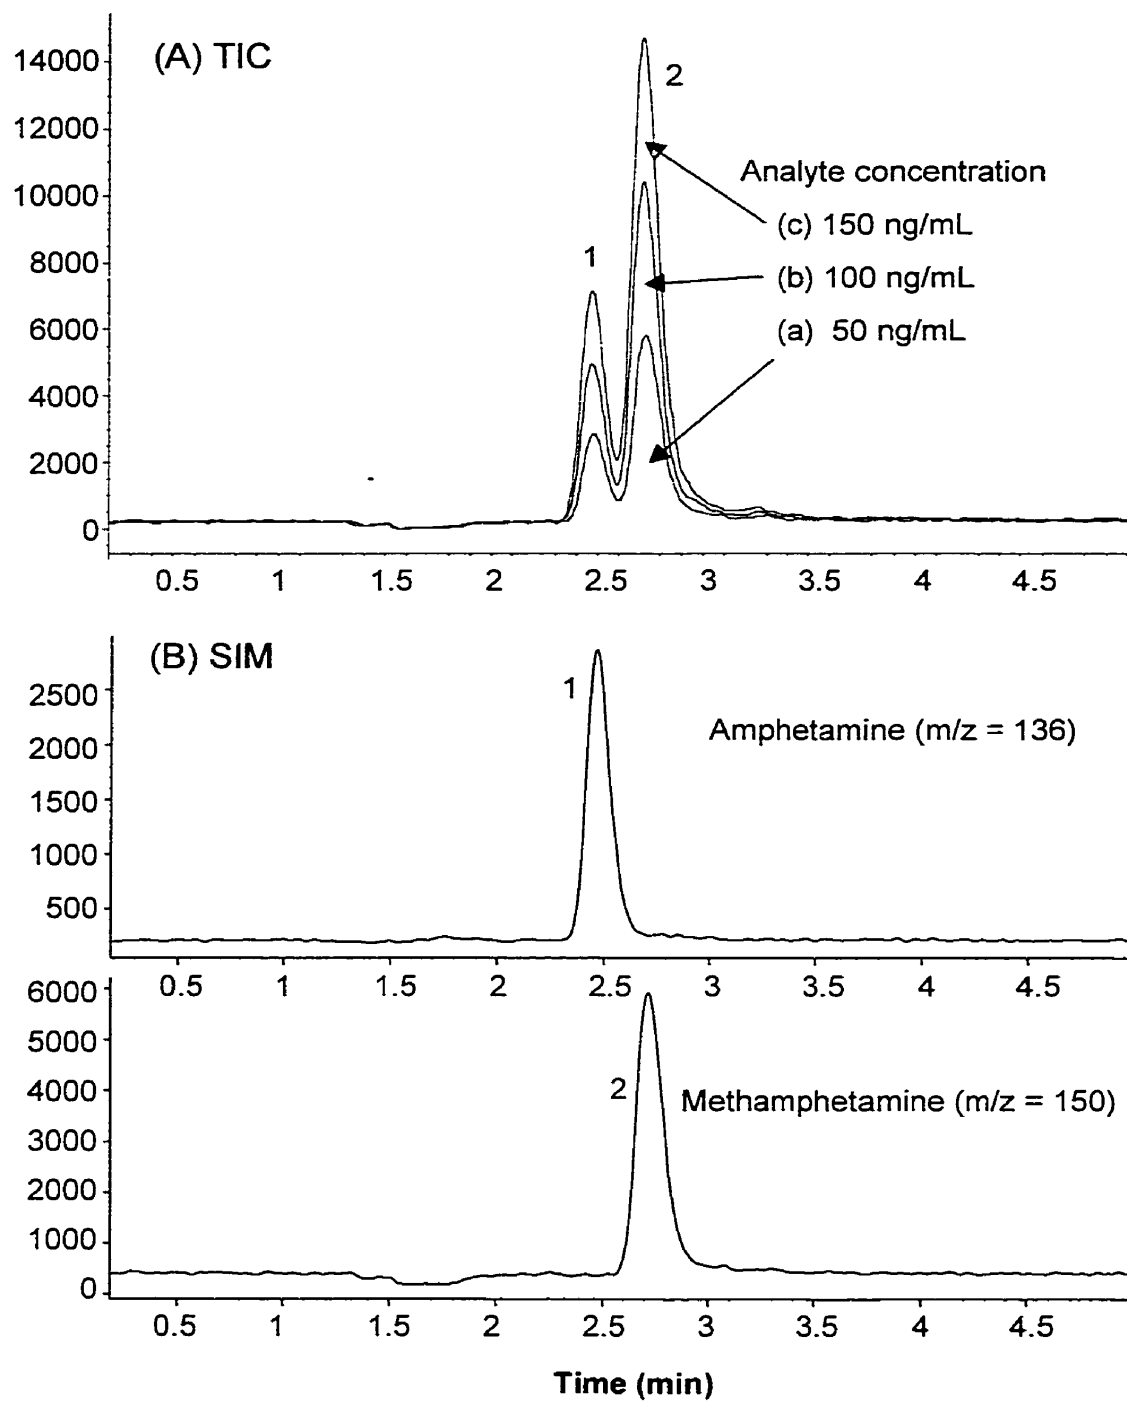 (A) TIC
14000
12000
10000
8000
6000
4000
2000
0
1
2
Analyte concentration
(c) 150 ng/mL
(b) 100 ng/mL
(a) 50 ng/mL
0.5 1 1.5 2 2.5 3 3.5 4 4.5
(B) SIM
2500
2000
1500
1000
500
1
Amphetamine (m/z = 136)
0.5 1 1.5 2 2.5 3 3.5 4 4.5
6000
5000
4000
3000
2000
1000
0
2
Methamphetamine (m/z = 150)
0.5 1 1.5 2 2.5 3 3.5 4 4.5
Time (min)